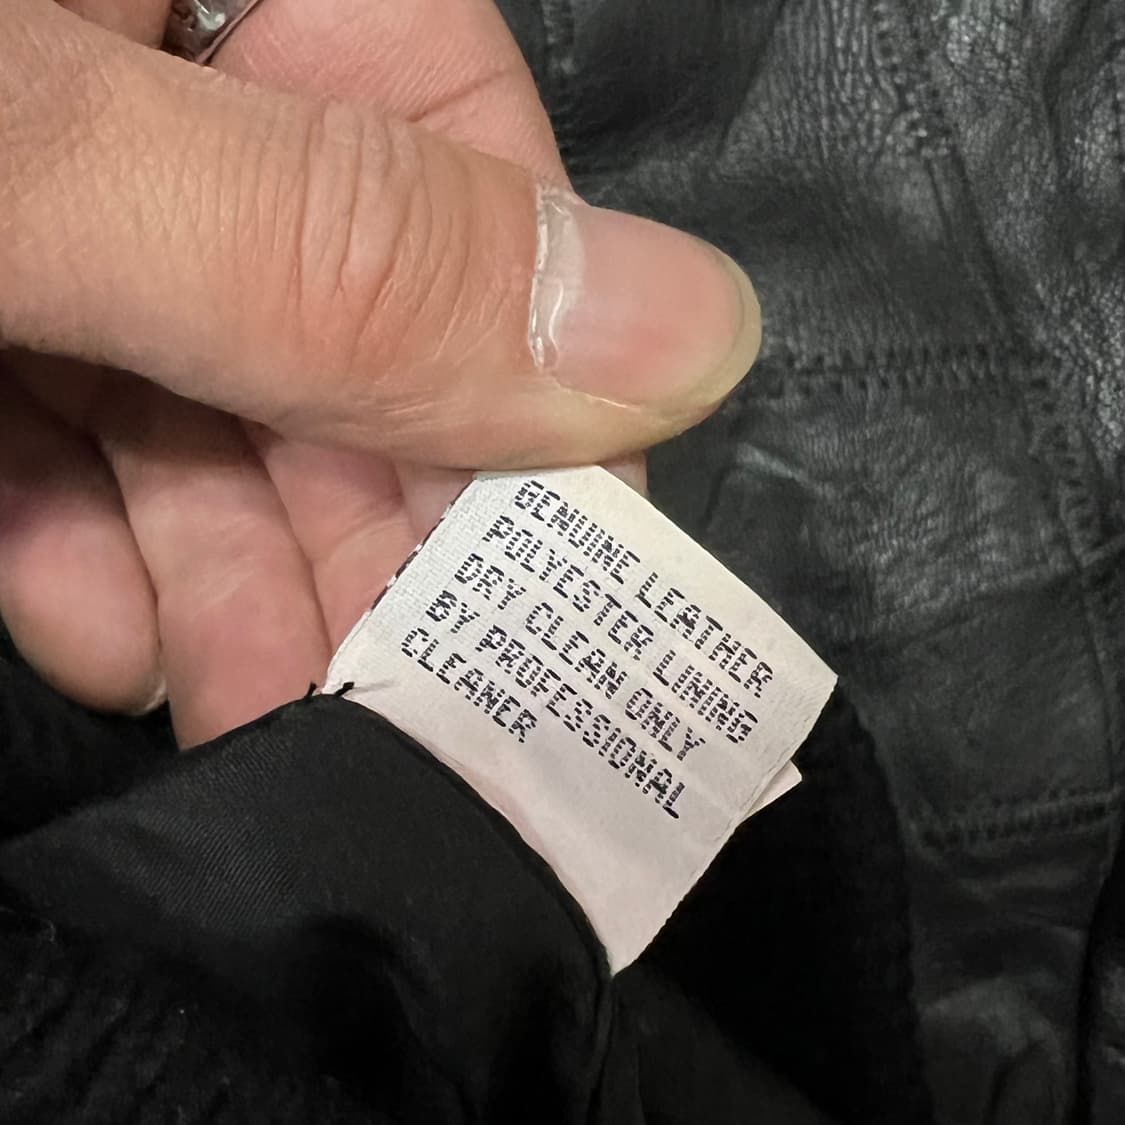 GENUINE LEATHER
POLYESTER LINING
DRY CLEAN ONLY
BY PROFESSIONAL
CLEANER